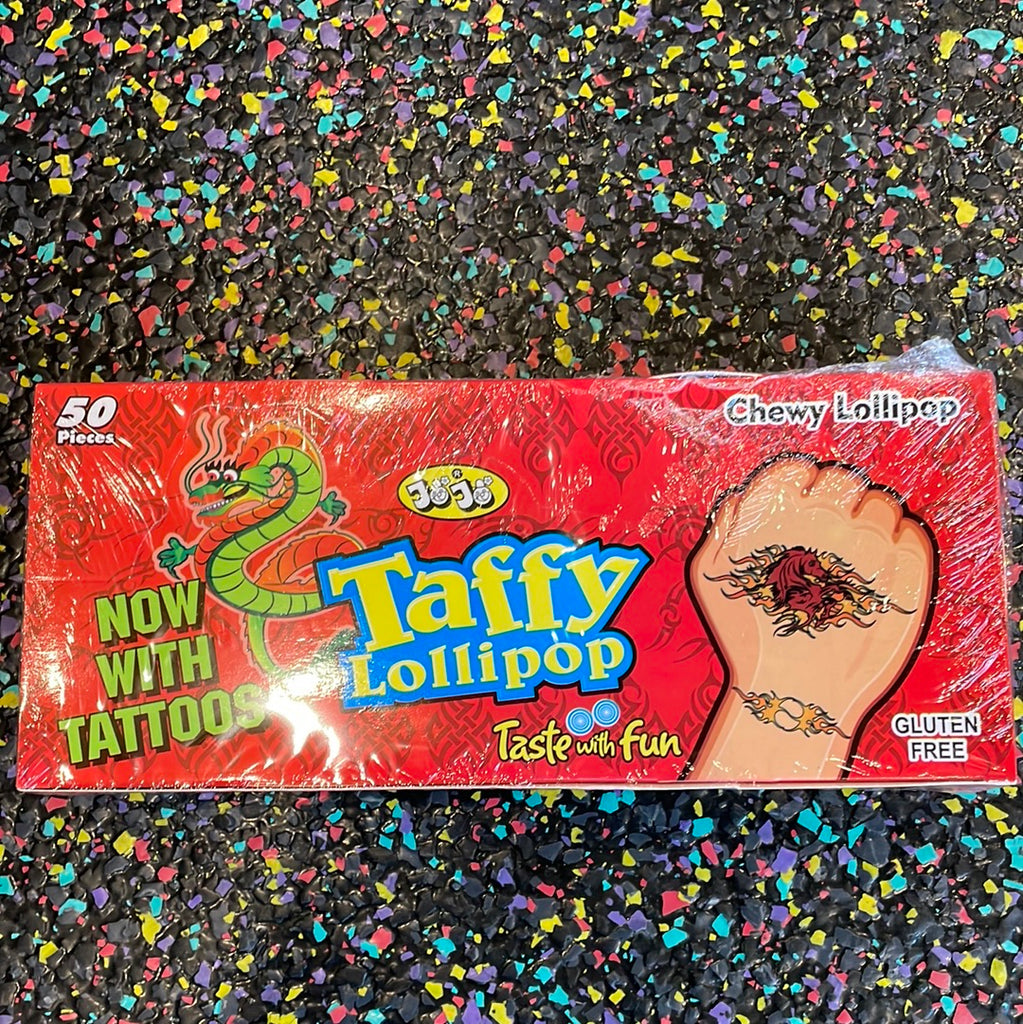 50
Pieces
Chewy Lollipop
JoJo
®
Taffy
Lollipop
NOW
WITH
TATTOOS
Taste with fun
GLUTEN
FREE